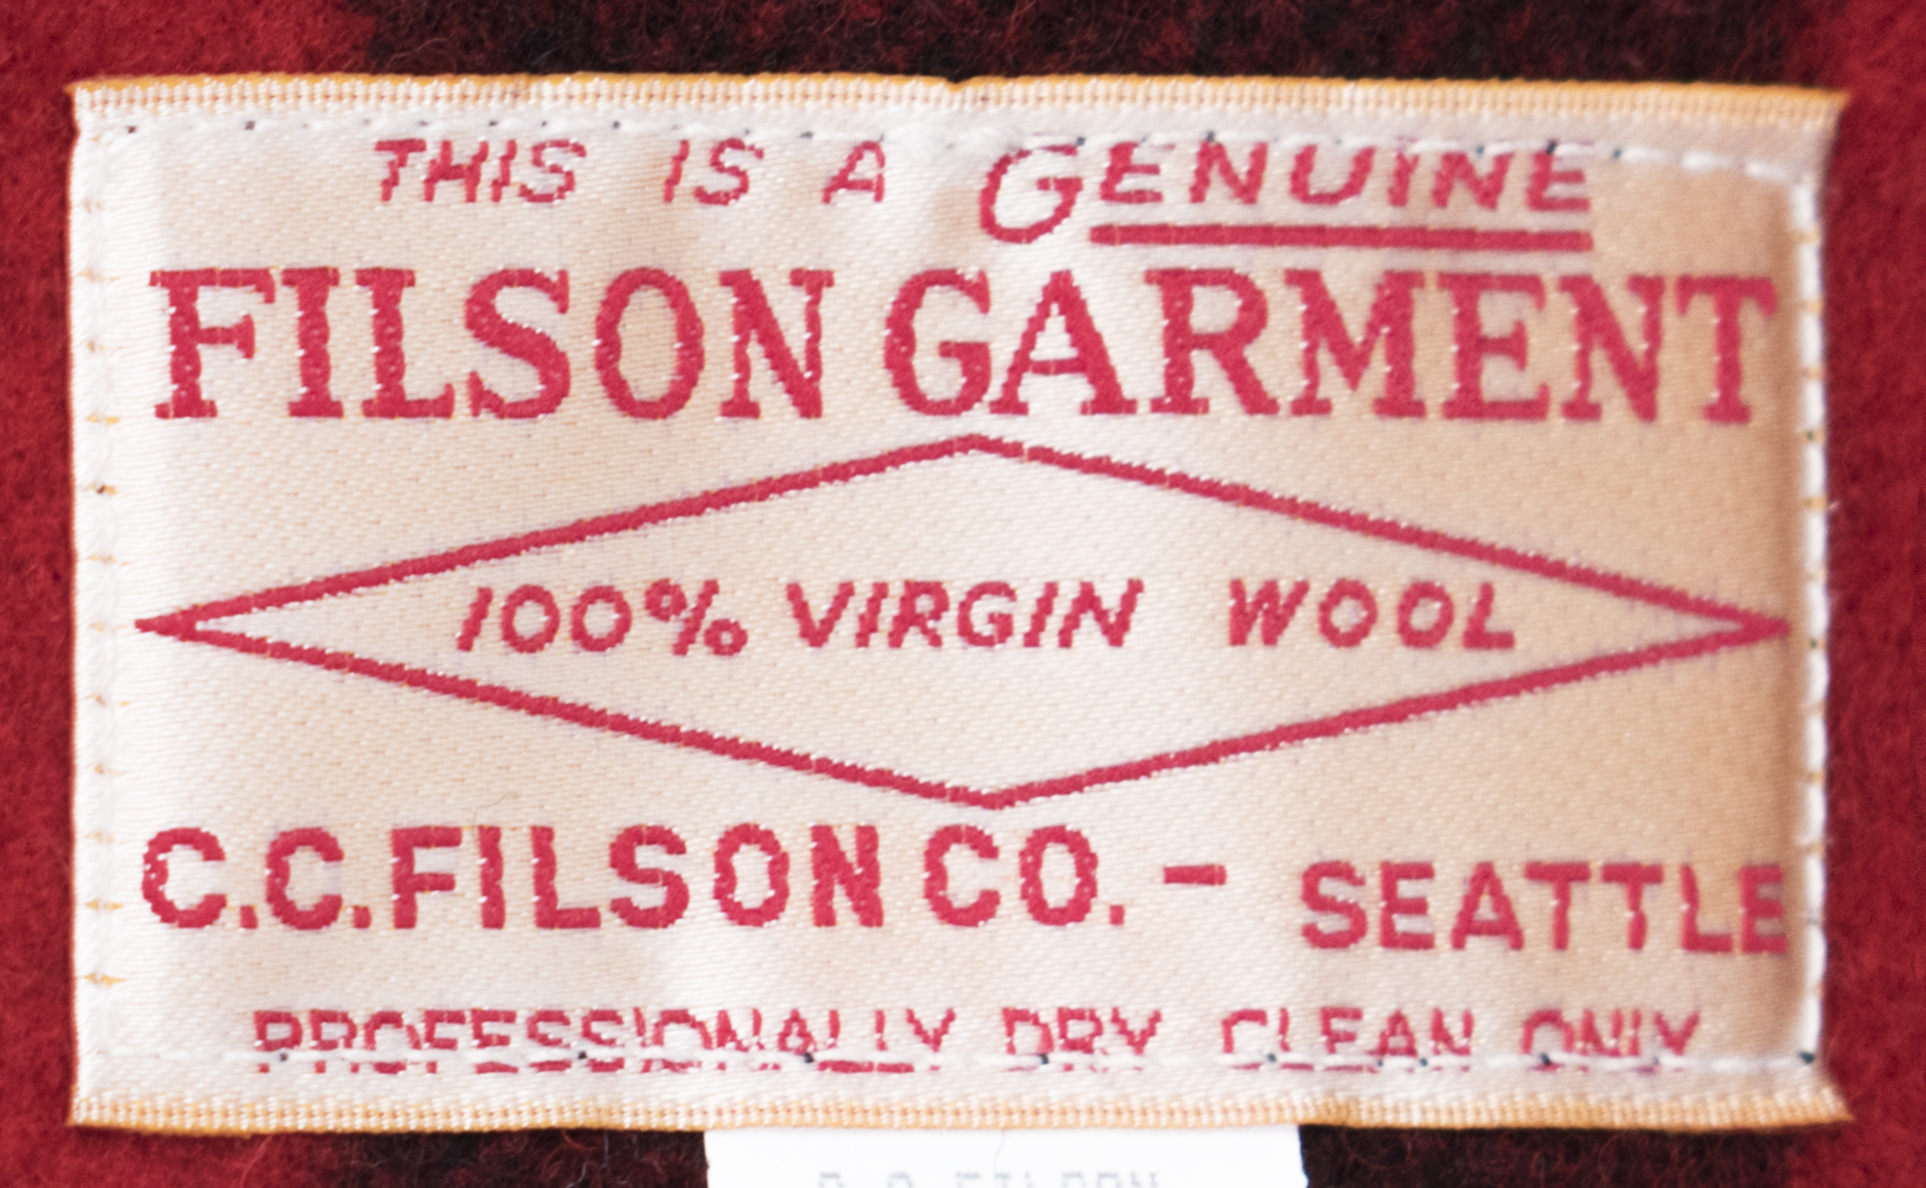 THIS IS A GENUINE
FILSON GARMENT
100% VIRGIN WOOL
C.C. FILSON CO. - SEATTLE
PROFESSIONALLY DRY CLEAN ONLY